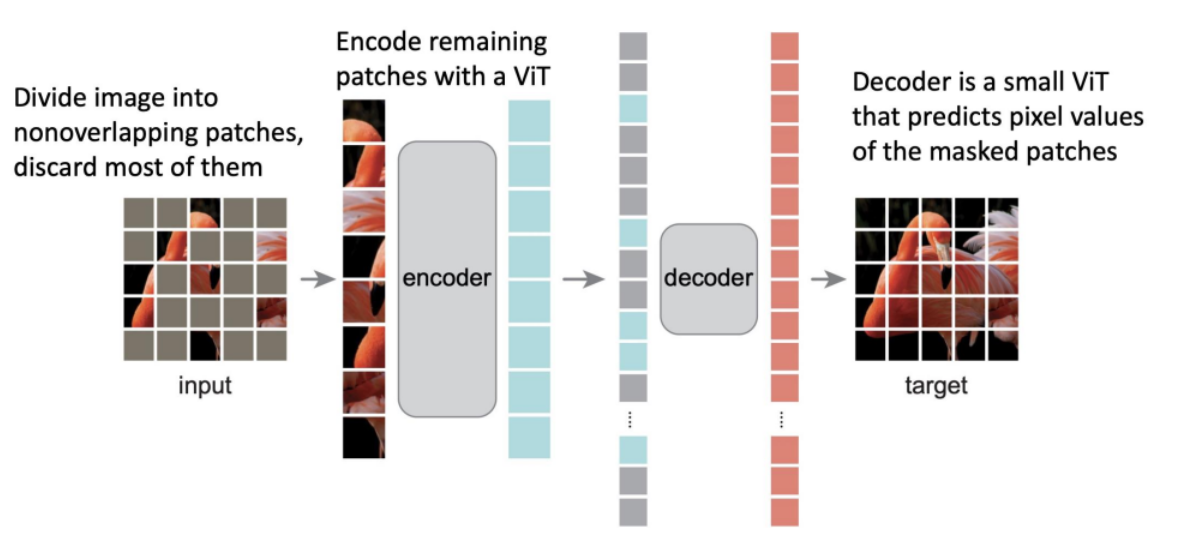 Divide image into
nonoverlapping patches,
discard most of them
input
Encode remaining
patches with a ViT
encoder
decoder
Decoder is a small ViT
that predicts pixel values
of the masked patches
target